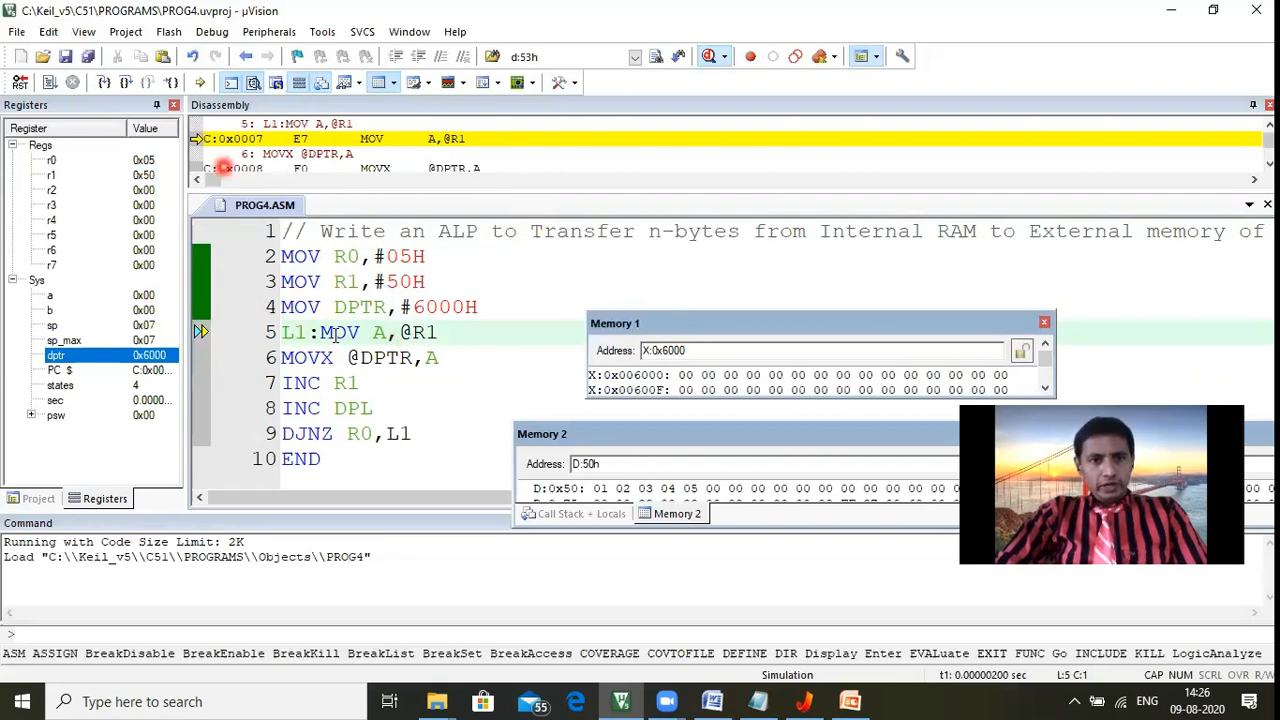 C:\Keil_v5\C51\PROGRAMS\PROG4.uvproj - µVision
File Edit View Project Flash Debug Peripherals Tools SVCS Window Help
d:53h
Registers
Register Value
Regs
r0 0x05
r1 0x50
r2 0x00
r3 0x00
r4 0x00
r5 0x00
r6 0x00
r7 0x00
Sys
a 0x00
b 0x00
sp 0x07
sp_max 0x07
dptr 0x6000
PC $ C:0x00...
states 4
sec 0.0000...
psw 0x00
Project Registers
Disassembly
5: L1:MOV A,@R1
C:0x0007 E7 MOV A,@R1
6: MOVX @DPTR,A
C:0x0008 F0 MOVX @DPTR,A
PROG4.ASM
1 // Write an ALP to Transfer n-bytes from Internal RAM to External memory of
2 MOV R0,#05H
3 MOV R1,#50H
4 MOV DPTR,#6000H
5 L1:MOV A,@R1
6 MOVX @DPTR,A
7 INC R1
8 INC DPL
9 DJNZ R0,L1
10 END
Memory 1
Address: X:0x6000
X:0x006000: 00 00 00 00 00 00 00 00 00 00 00 00 00 00 00
X:0x00600F: 00 00 00 00 00 00 00 00 00 00 00 00 00 00 00
Memory 2
Address: D:50h
D:0x50: 01 02 03 04 05 00 00 00 00 00 00 00 00 00
Call Stack + Locals Memory 2
Command
Running with Code Size Limit: 2K
Load "C:\\Keil_v5\\C51\\PROGRAMS\\Objects\\PROG4"
>
ASM ASSIGN BreakDisable BreakEnable BreakKill BreakList BreakSet BreakAccess COVERAGE COVTOFILE DEFINE DIR Display Enter EVALuate EXIT FUNC Go INCLUDE KILL LogicAnalyze
Simulation t1: 0.00000200 sec L:5 C:1 CAP NUM SCRL OVR R/W
Type here to search
55
ENG
14:26
09-08-2020